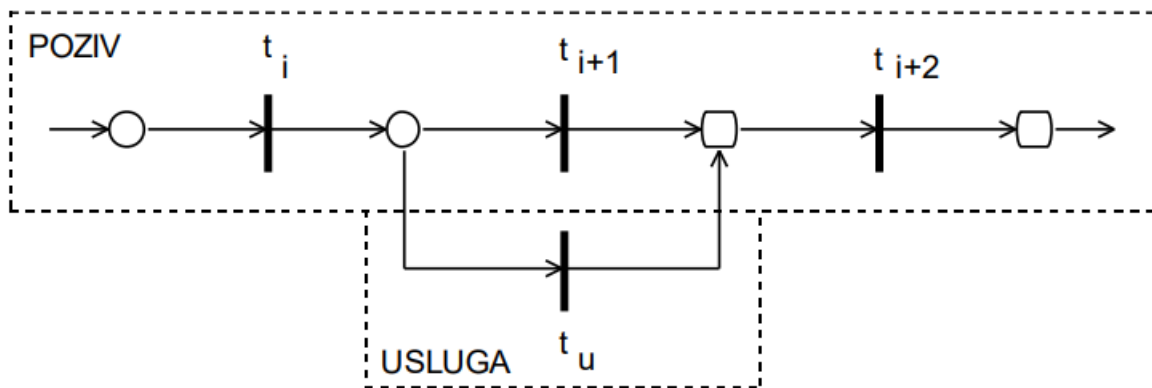 POZIV
t i
t i+1
t i+2
USLUGA
t u